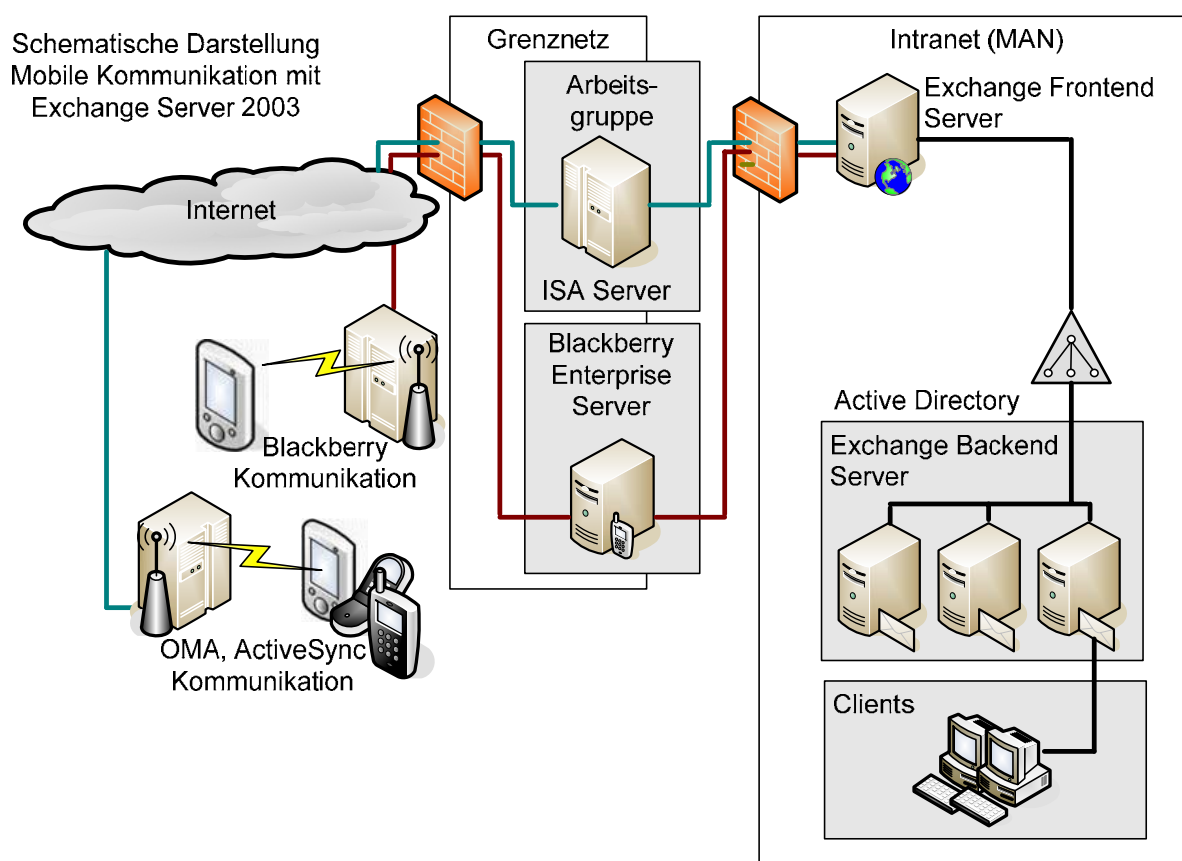 Schematische Darstellung
Mobile Kommunikation mit
Exchange Server 2003
Internet
Blackberry
Kommunikation
OMA, ActiveSync
Kommunikation
Grenznetz
Arbeits-
gruppe
ISA Server
Blackberry
Enterprise
Server
Intranet (MAN)
Exchange Frontend
Server
Active Directory
Exchange Backend
Server
Clients